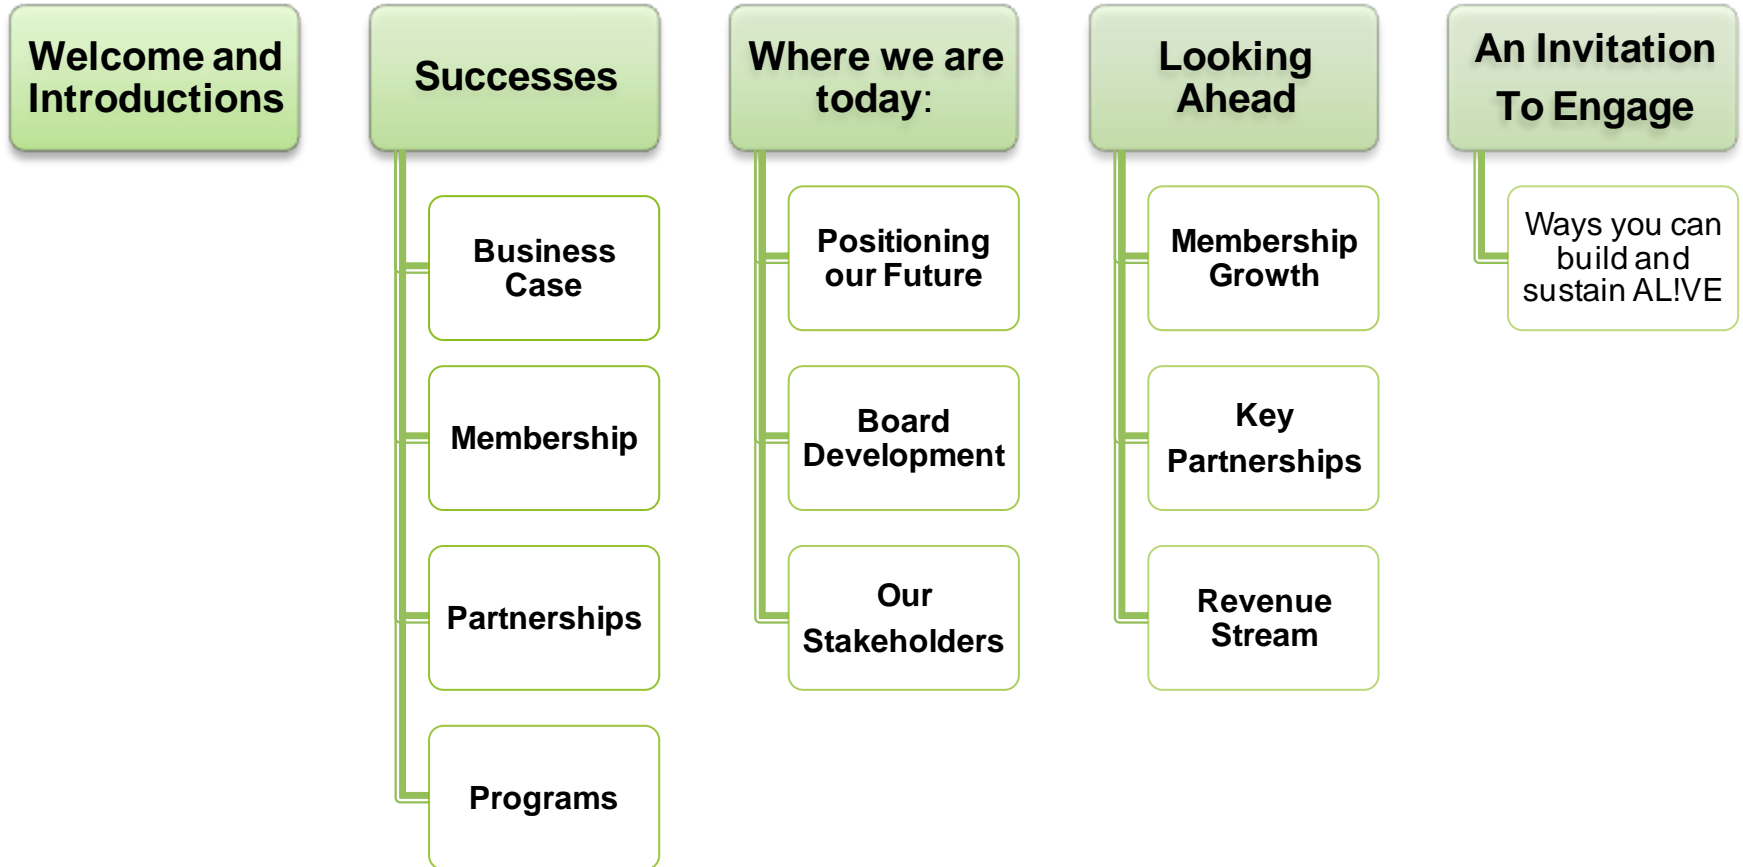 Welcome and
Introductions
Successes
Business
Case
Membership
Partnerships
Programs
Where we are
today:
Positioning
our Future
Board
Development
Our
Stakeholders
Looking
Ahead
Membership
Growth
Key
Partnerships
Revenue
Stream
An Invitation
To Engage
Ways you can
build and
sustain AL!VE